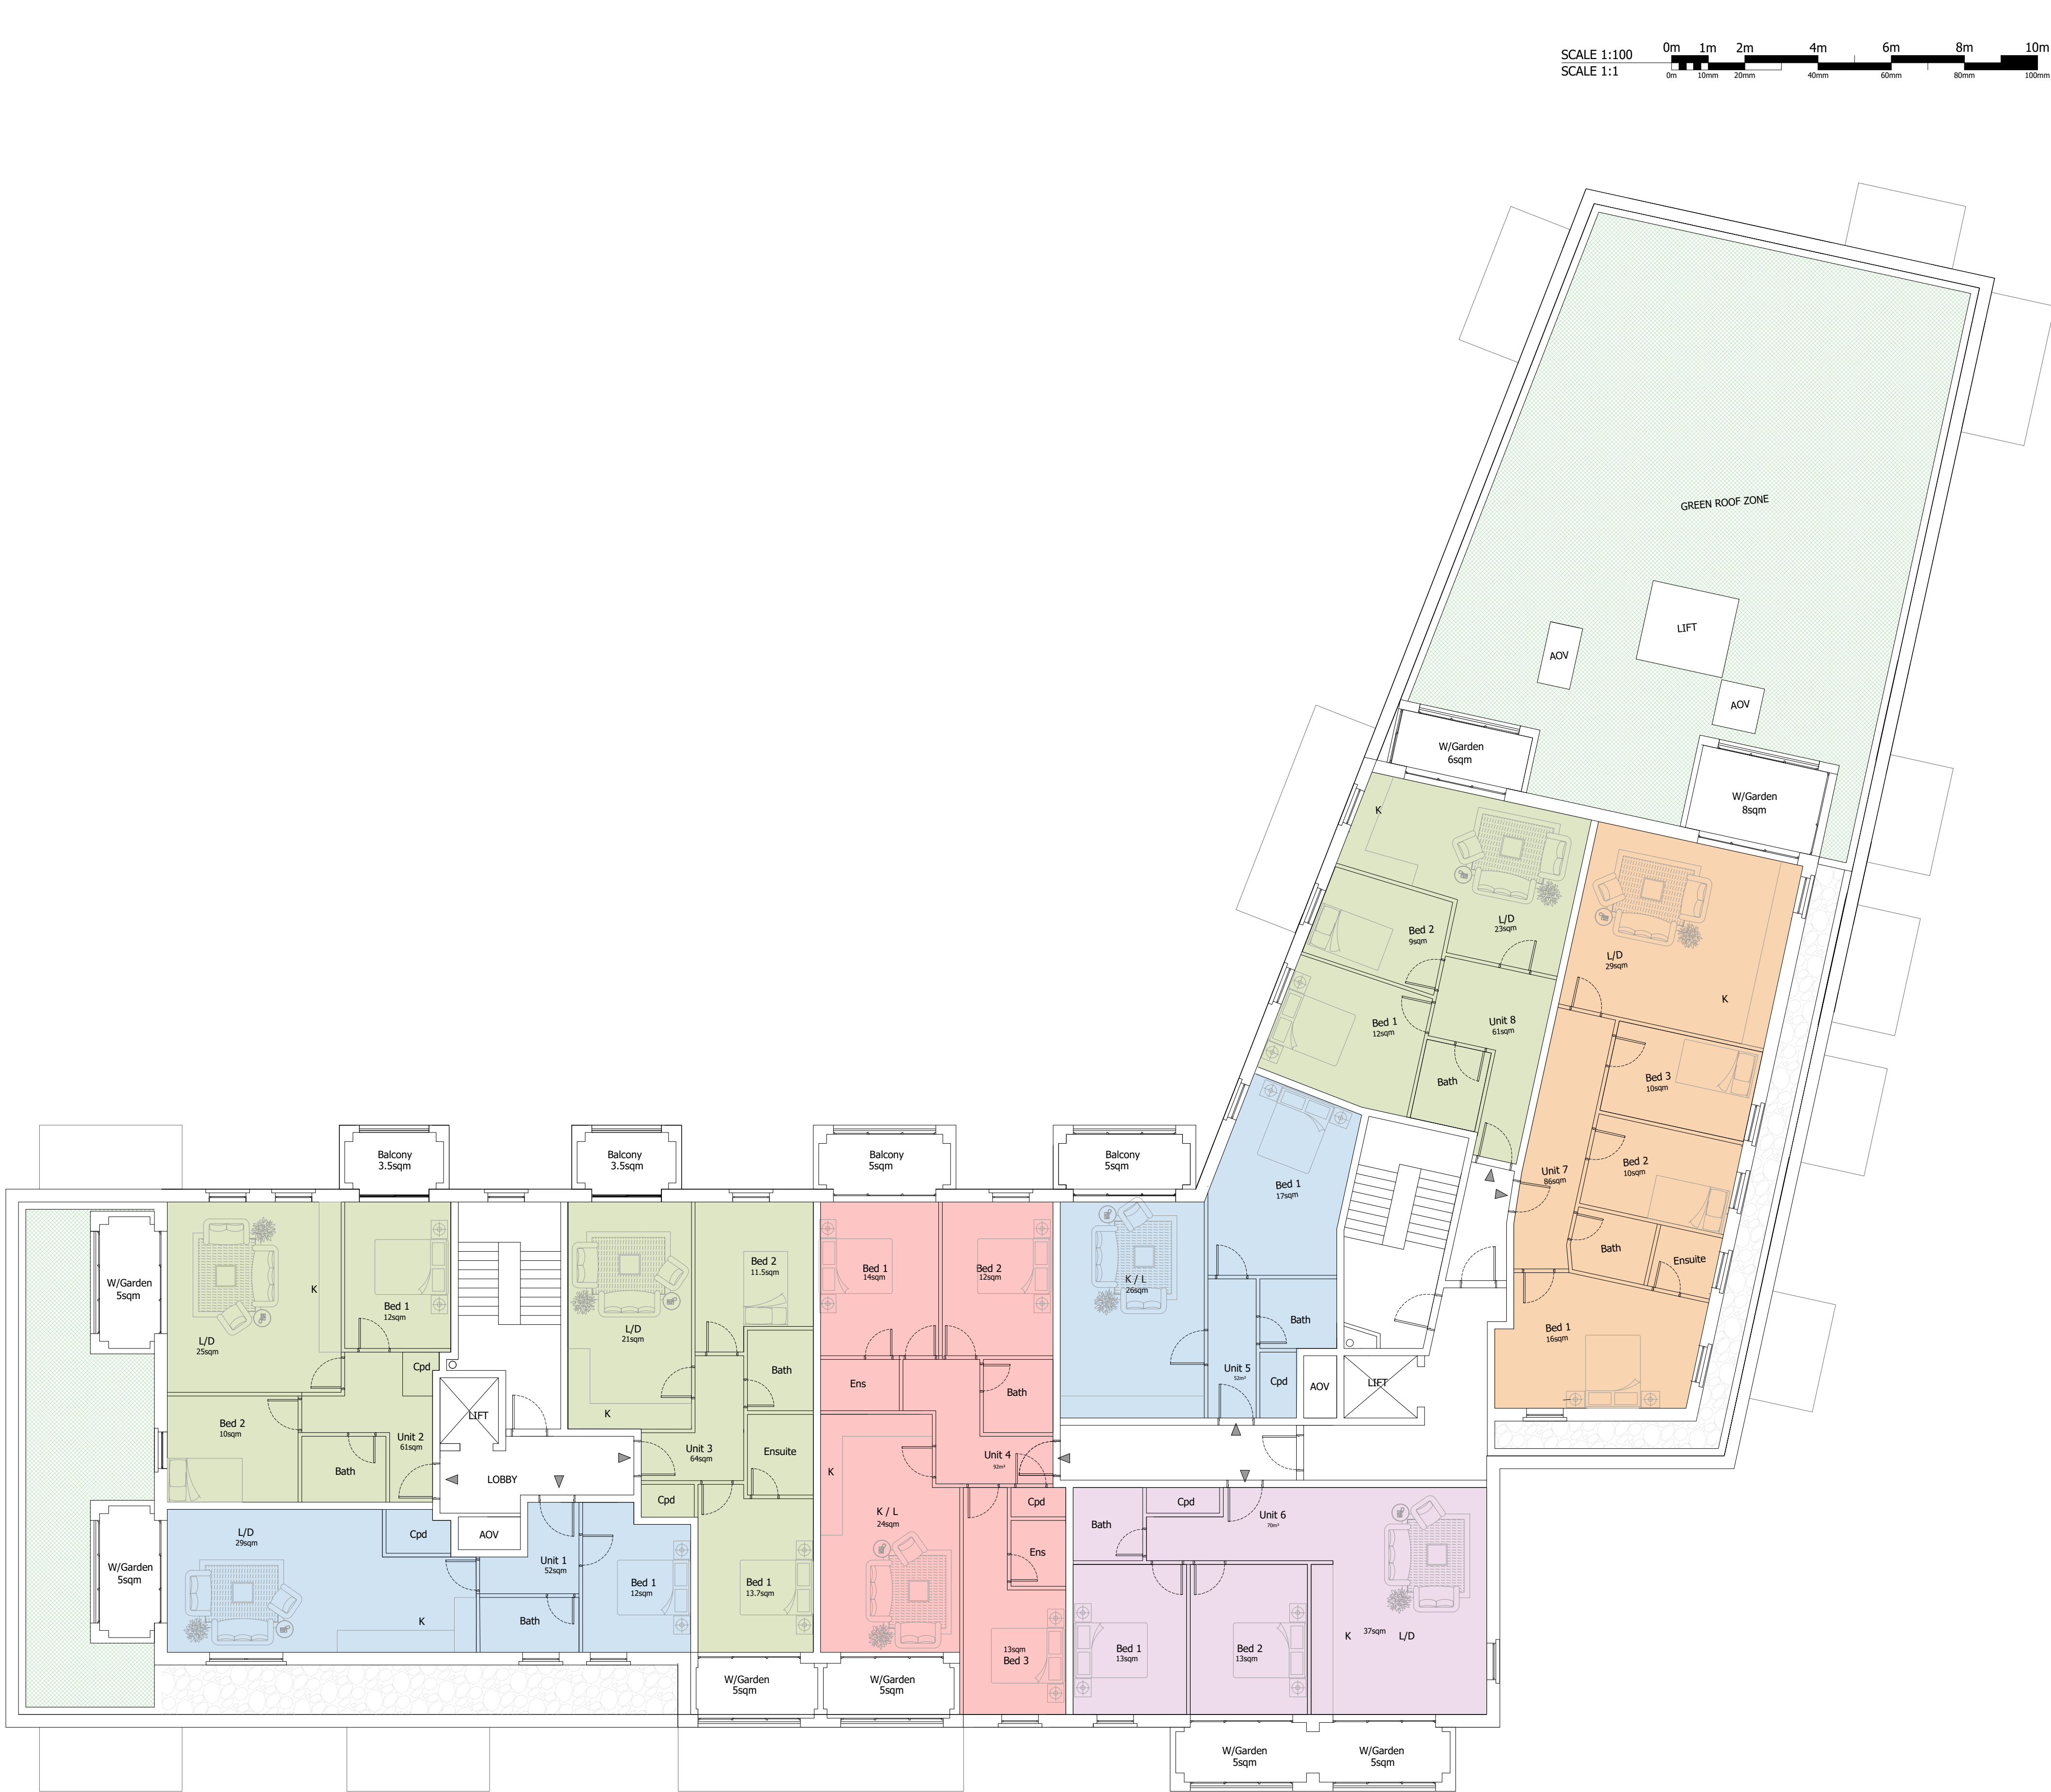 SCALE 1:100
0m 1m 2m 4m 6m 8m 10m
SCALE 1:1
0m 10mm 20mm 40mm 60mm 80mm 100mm
GREEN ROOF ZONE
LIFT
AOV
AOV
W/Garden
6sqm
W/Garden
8sqm
K
L/D
23sqm
Bed 2
9sqm
Bed 1
12sqm
Unit 8
61sqm
Bath
L/D
29sqm
K
Bed 3
10sqm
Bed 2
10sqm
Unit 7
86sqm
Bath
Ensuite
Bed 1
16sqm
Balcony
3.5sqm
Balcony
3.5sqm
Balcony
5sqm
Balcony
5sqm
W/Garden
5sqm
L/D
25sqm
K
Bed 1
12sqm
Cpd
Bed 2
10sqm
Unit 2
61sqm
Bath
LIFT
LOBBY
AOV
W/Garden
5sqm
L/D
29sqm
Cpd
K
Unit 1
52sqm
Bath
Bed 1
12sqm
L/D
21sqm
K
Bed 2
11.5sqm
Bath
Unit 3
64sqm
Ensuite
Cpd
Bed 1
13.7sqm
W/Garden
5sqm
Bed 1
14sqm
Bed 2
12sqm
Ens
Bath
Unit 4
92m²
K
K / L
24sqm
Cpd
Ens
13sqm
Bed 3
W/Garden
5sqm
K / L
26sqm
Bed 1
17sqm
Bath
Unit 5
52m²
Cpd
AOV
LIFT
Bath
Cpd
Unit 6
70m²
Bed 1
13sqm
Bed 2
13sqm
K
37sqm
L/D
W/Garden
5sqm
W/Garden
5sqm